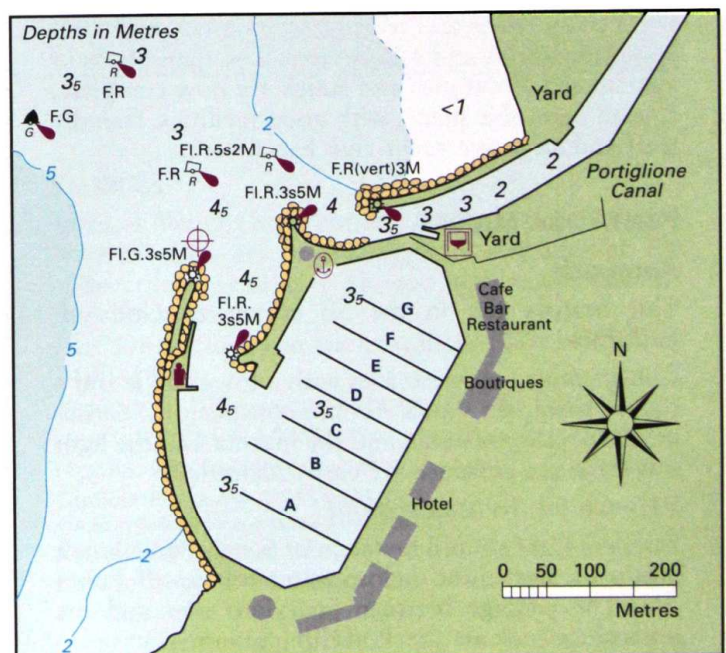 Depths in Metres
3
R
F.R
35
<1
Yard
F.G
G
5
3
2
Fl.R.5s2M
R
F.R
R
F.R(vert)3M
2
2
Portiglione
Canal
2
3
3
Fl.R.3s5M
4
45
35
Yard
Fl.G.3s5M
45
Cafe
Bar
Restaurant
35
G
Fl.R.
3s5M
F
N
5
E
Boutiques
D
45
35
C
B
35
A
Hotel
2
0 50 100 200
Metres
2